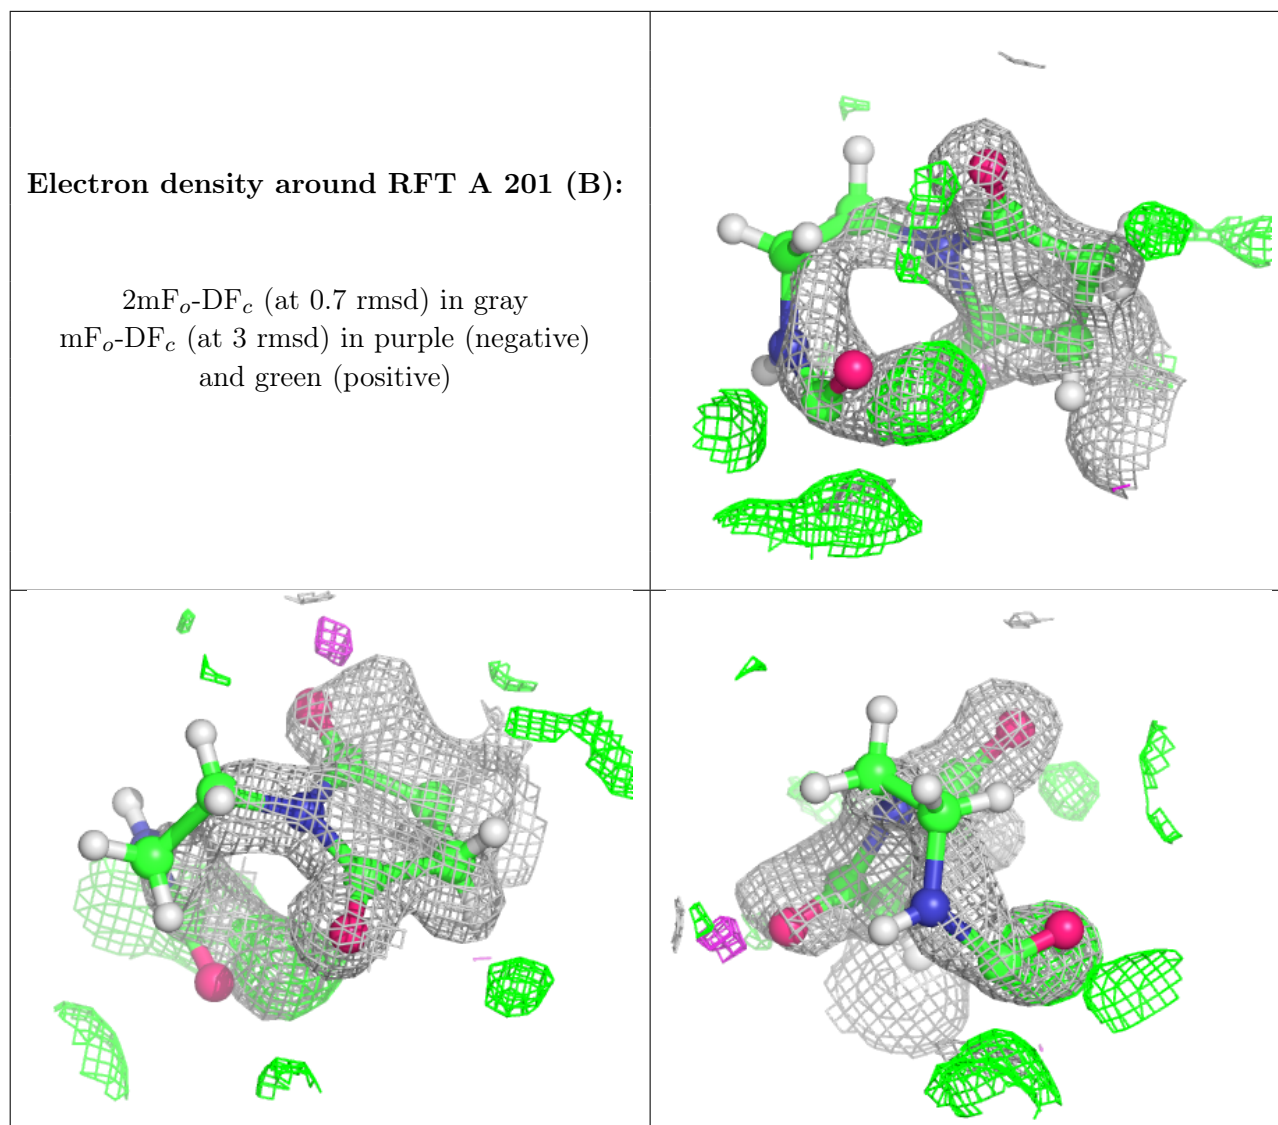 Electron density around RFT A 201 (B):
2mFo-DFc (at 0.7 rmsd) in gray
mFo-DFc (at 3 rmsd) in purple (negative)
and green (positive)